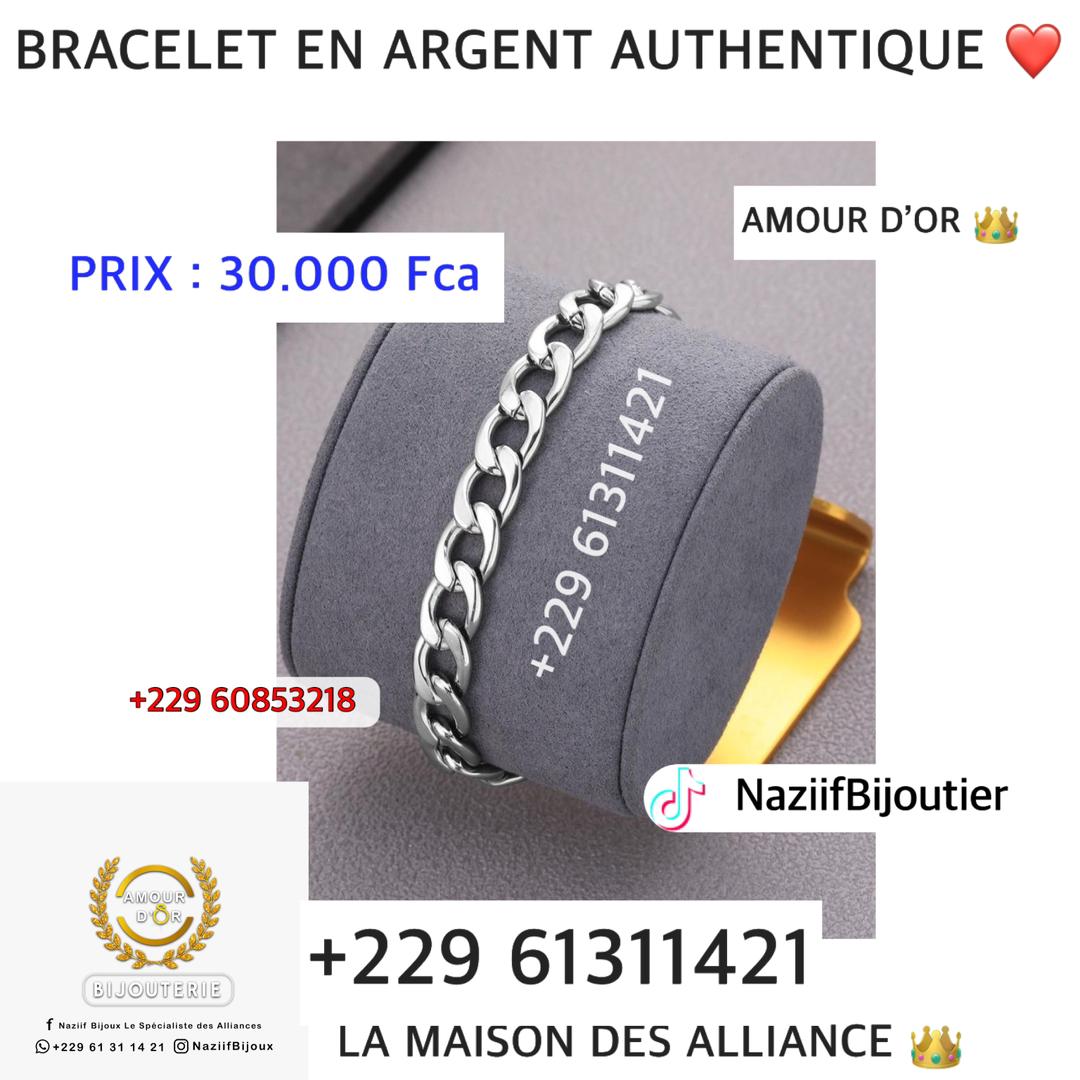 BRACELET EN ARGENT AUTHENTIQUE ❤️
AMOUR D’OR 👑
PRIX : 30.000 Fca
+229 61311421
+229 60853218
NaziifBijoutier
AMOUR
D'OR
BIJOUTERIE
Naziif Bijoux Le Spécialiste des Alliances
+229 61 31 14 21 NaziifBijoux
+229 61311421
LA MAISON DES ALLIANCE 👑